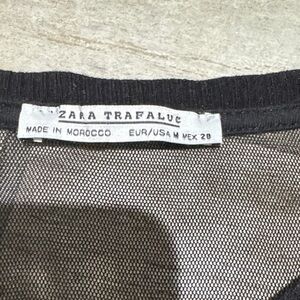 ZARA TRAFALUC
MADE IN MOROCCO EUR/USA M MEX 28